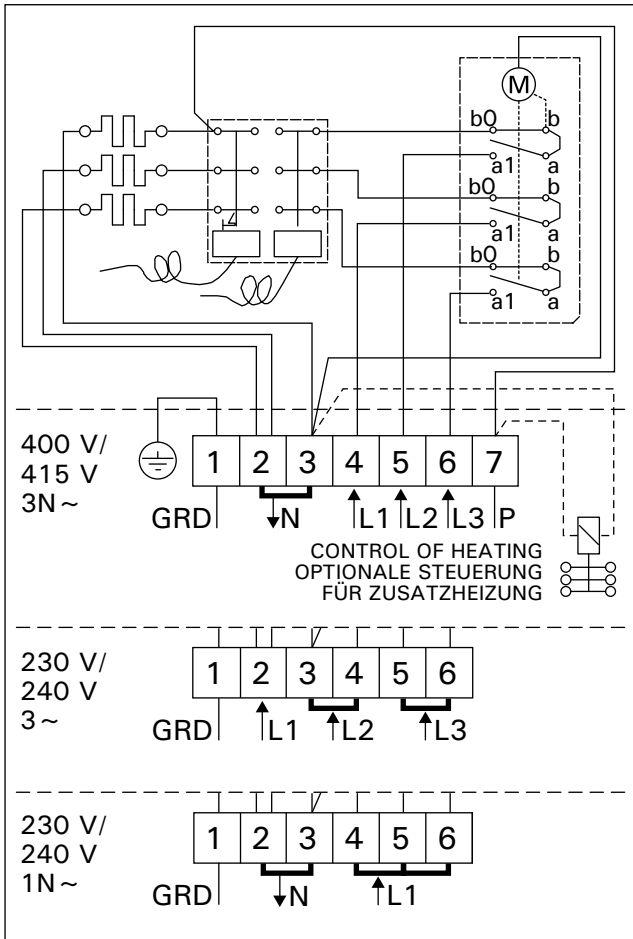 M
b0 b
a1 a
b0 b
a1 a
b0 b
a1 a
400 V/
415 V
3N~
1 2 3 4 5 6 7
GRD N L1 L2 L3 P
CONTROL OF HEATING
OPTIONALE STEUERUNG
FÜR ZUSATZHEIZUNG
230 V/
240 V
3~
1 2 3 4 5 6
GRD L1 L2 L3
230 V/
240 V
1N~
1 2 3 4 5 6
GRD N L1